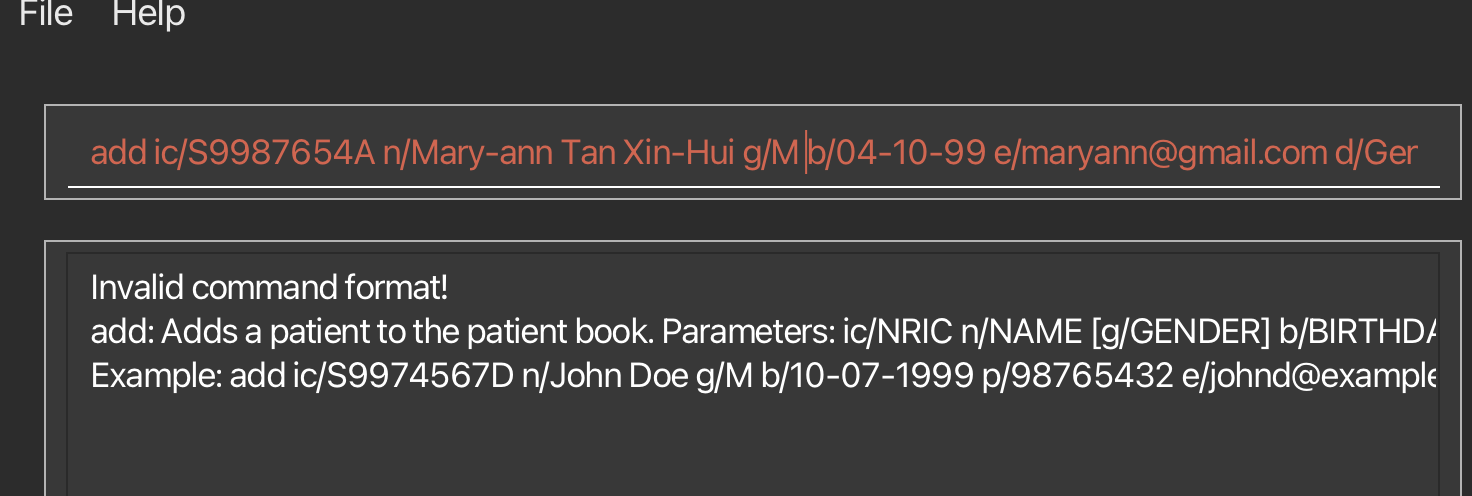 File Help
add ic/S9987654A n/Mary-ann Tan Xin-Hui g/M b/04-10-99 e/maryann@gmail.com d/Ger
Invalid command format!
add: Adds a patient to the patient book. Parameters: ic/NRIC n/NAME [g/GENDER] b/BIRTHDA
Example: add ic/S9974567D n/John Doe g/M b/10-07-1999 p/98765432 e/johnd@example